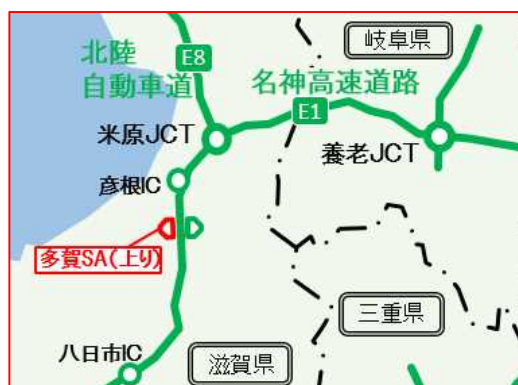 岐阜県
北陸
自動車道
E8
名神高速道路
E1
米原JCT
養老JCT
彦根IC
多賀SA(上り)
三重県
八日市IC
滋賀県